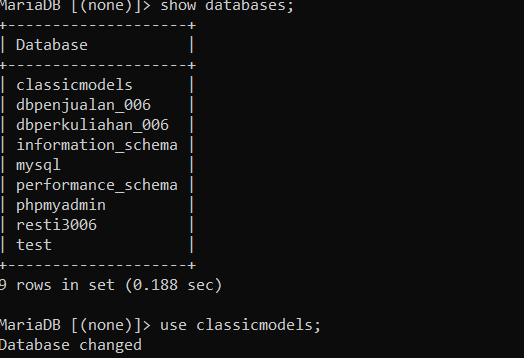 MariaDB [(none)]> show databases;
+--------------------+
| Database           |
+--------------------+
| classicmodels      |
| dbpenjualan_006    |
| dbperkuliahan_006  |
| information_schema |
| mysql              |
| performance_schema |
| phpmyadmin         |
| resti3006          |
| test               |
+--------------------+
9 rows in set (0.188 sec)

MariaDB [(none)]> use classicmodels;
Database changed